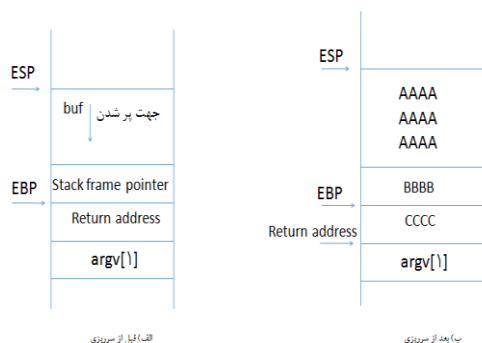 ESP
buf
جهت پر شدن
Stack frame pointer
EBP
Return address
argv[۱]
الف) قبل از سرریزی
ESP
AAAA
AAAA
AAAA
EBP
BBBB
CCCC
Return address
argv[۱]
ب) بعد از سرریزی